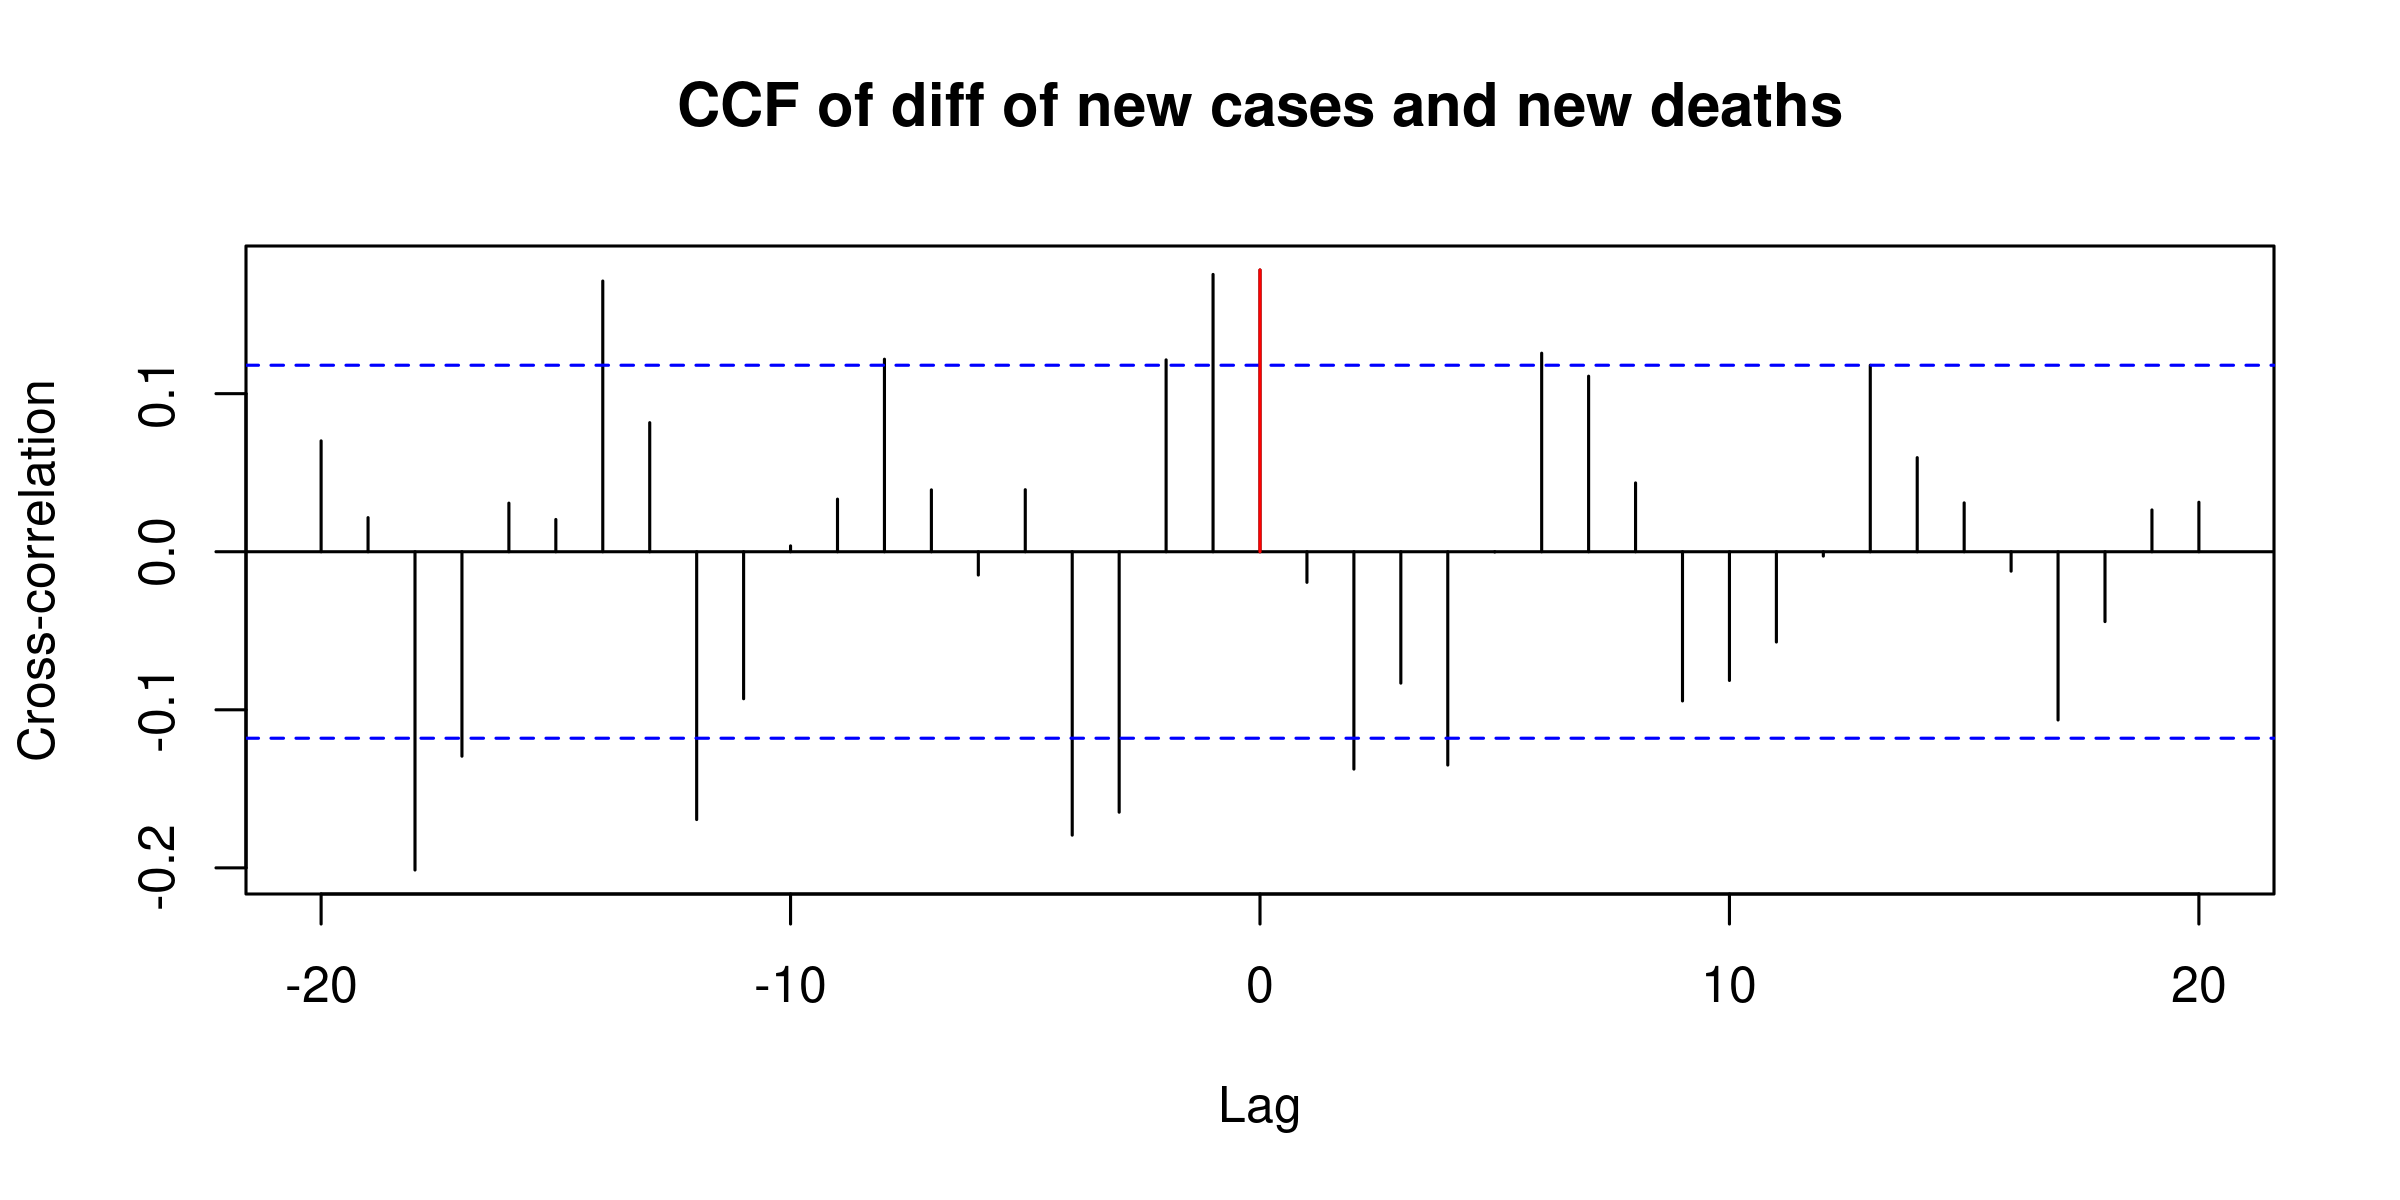 CCF of diff of new cases and new deaths
Cross-correlation
0.1
0.0
-0.1
-0.2
-20 -10 0 10 20
Lag